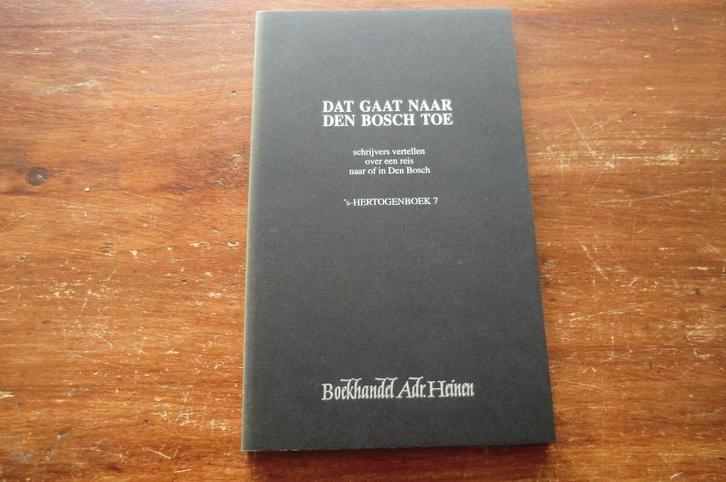 DAT GAAT NAAR
DEN BOSCH TOE
schrijvers vertellen
over een reis
naar of in Den Bosch
's-HERTOGENBOEK 7
Boekhandel Adr. Heinen